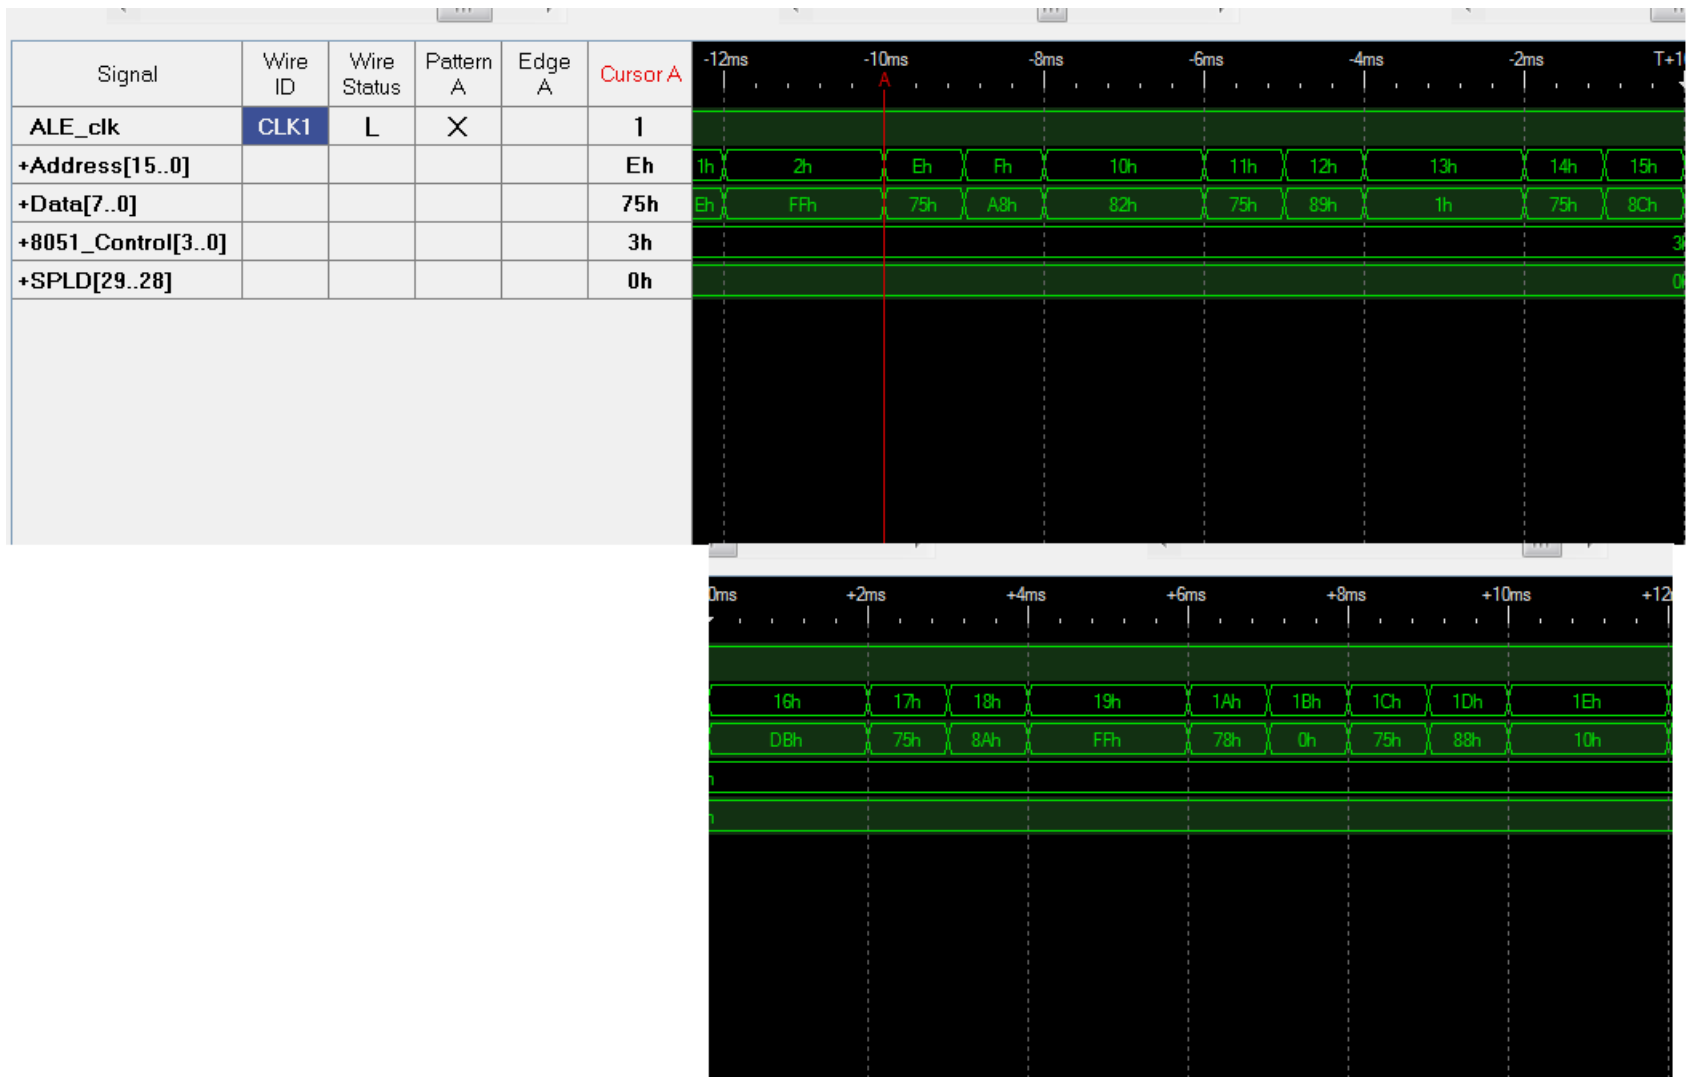 Signal Wire ID Wire Status Pattern A Edge A Cursor A -12ms -10ms -8ms -6ms -4ms -2ms
A
ALE_clk CLK1 L X 1
+Address[15..0] Eh 1h 2h Eh Fh 10h 11h 12h 13h 14h 15h
+Data[7..0] 75h Eh FFh 75h A8h 82h 75h 89h 1h 75h 8Ch
+8051_Control[3..0] 3h
+SPLD[29..28] 0h
0ms +2ms +4ms +6ms +8ms +10ms
16h 17h 18h 19h 1Ah 1Bh 1Ch 1Dh 1Eh
DBh 75h 8Ah FFh 78h 0h 75h 88h 10h